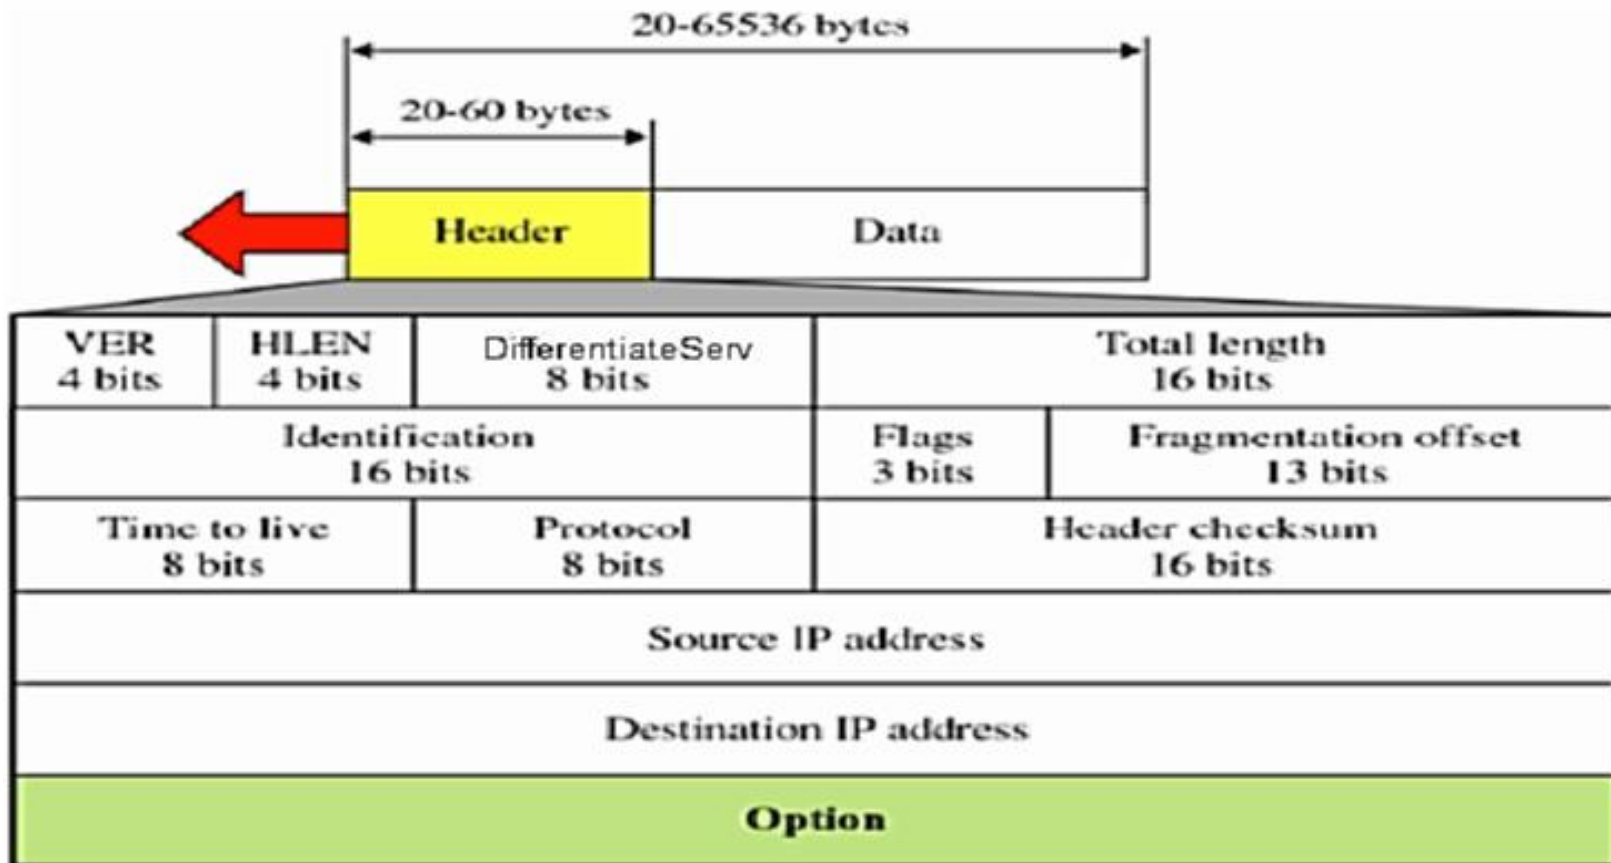 20-65536 bytes
20-60 bytes
Header
Data
VER
4 bits
HLEN
4 bits
DifferentiateServ
8 bits
Total length
16 bits
Identification
16 bits
Flags
3 bits
Fragmentation offset
13 bits
Time to live
8 bits
Protocol
8 bits
Header checksum
16 bits
Source IP address
Destination IP address
Option